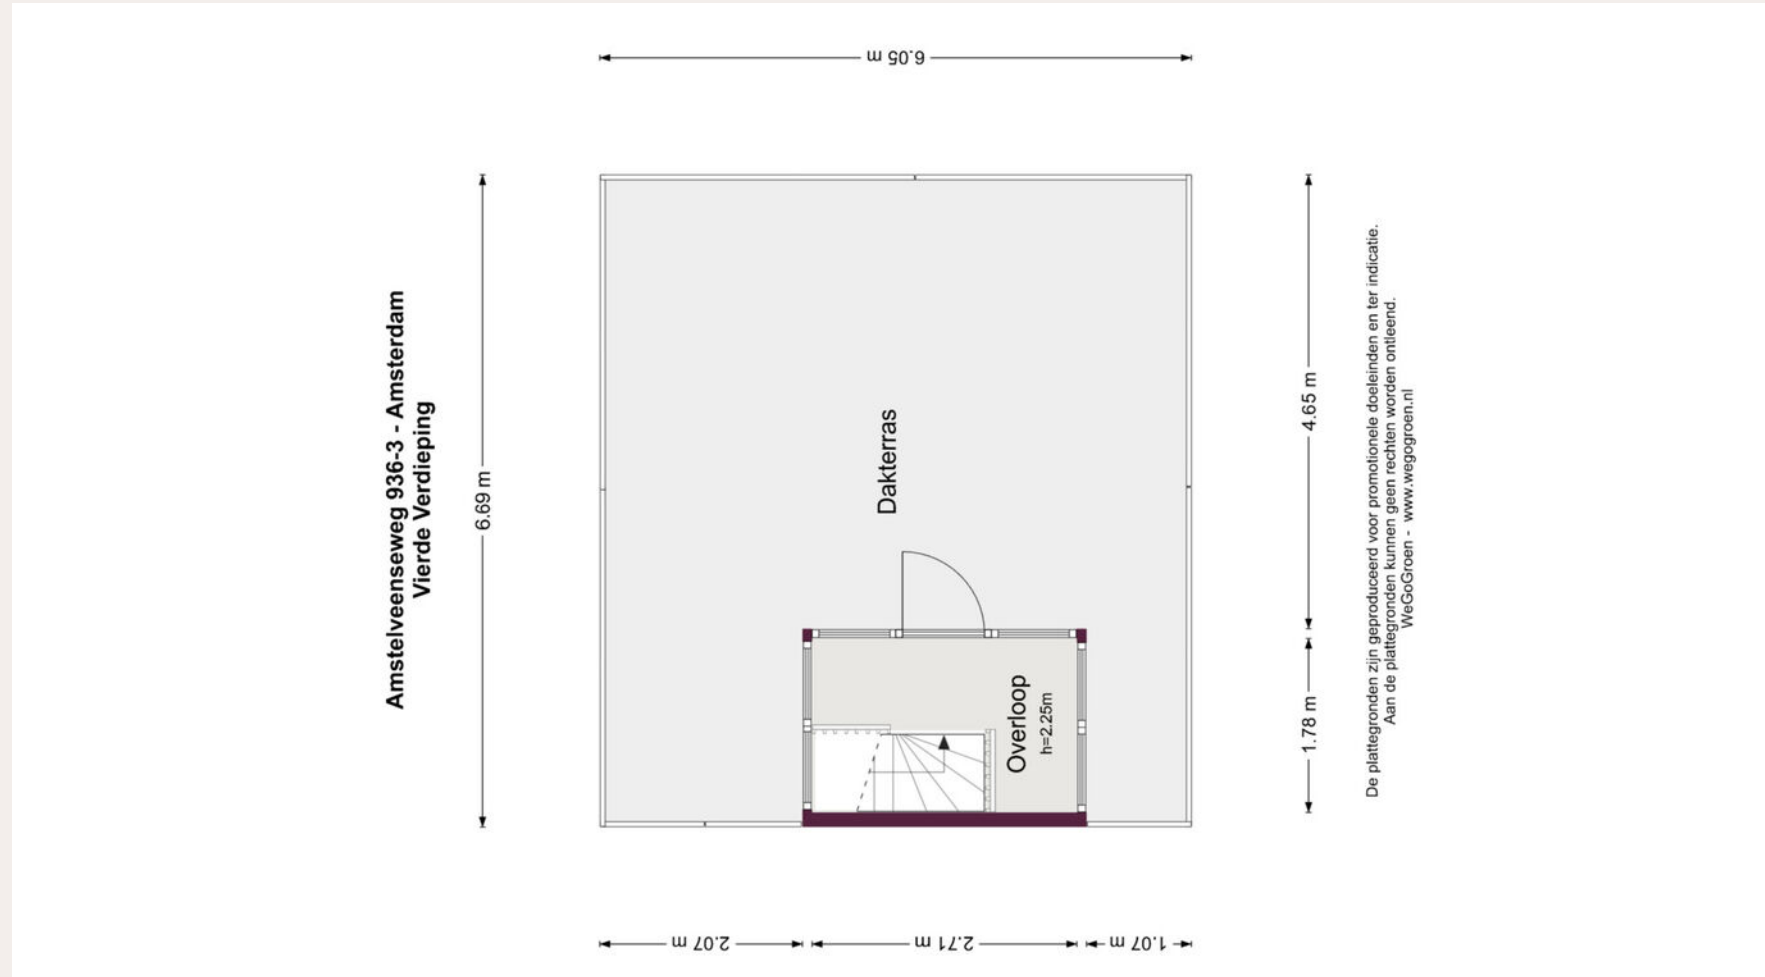 Amstelveenseweg 936-3 - Amsterdam
Vierde Verdieping
6.05 m
6.69 m
Dakterras
Overloop
h=2.25m
4.65 m
1.78 m
2.07 m
2.71 m
1.07 m
De plattegronden zijn geproduceerd voor promotionele doeleinden en ter indicatie.
Aan de plattegronden kunnen geen rechten worden ontleend.
WeGoGroen - www.wegogroen.nl